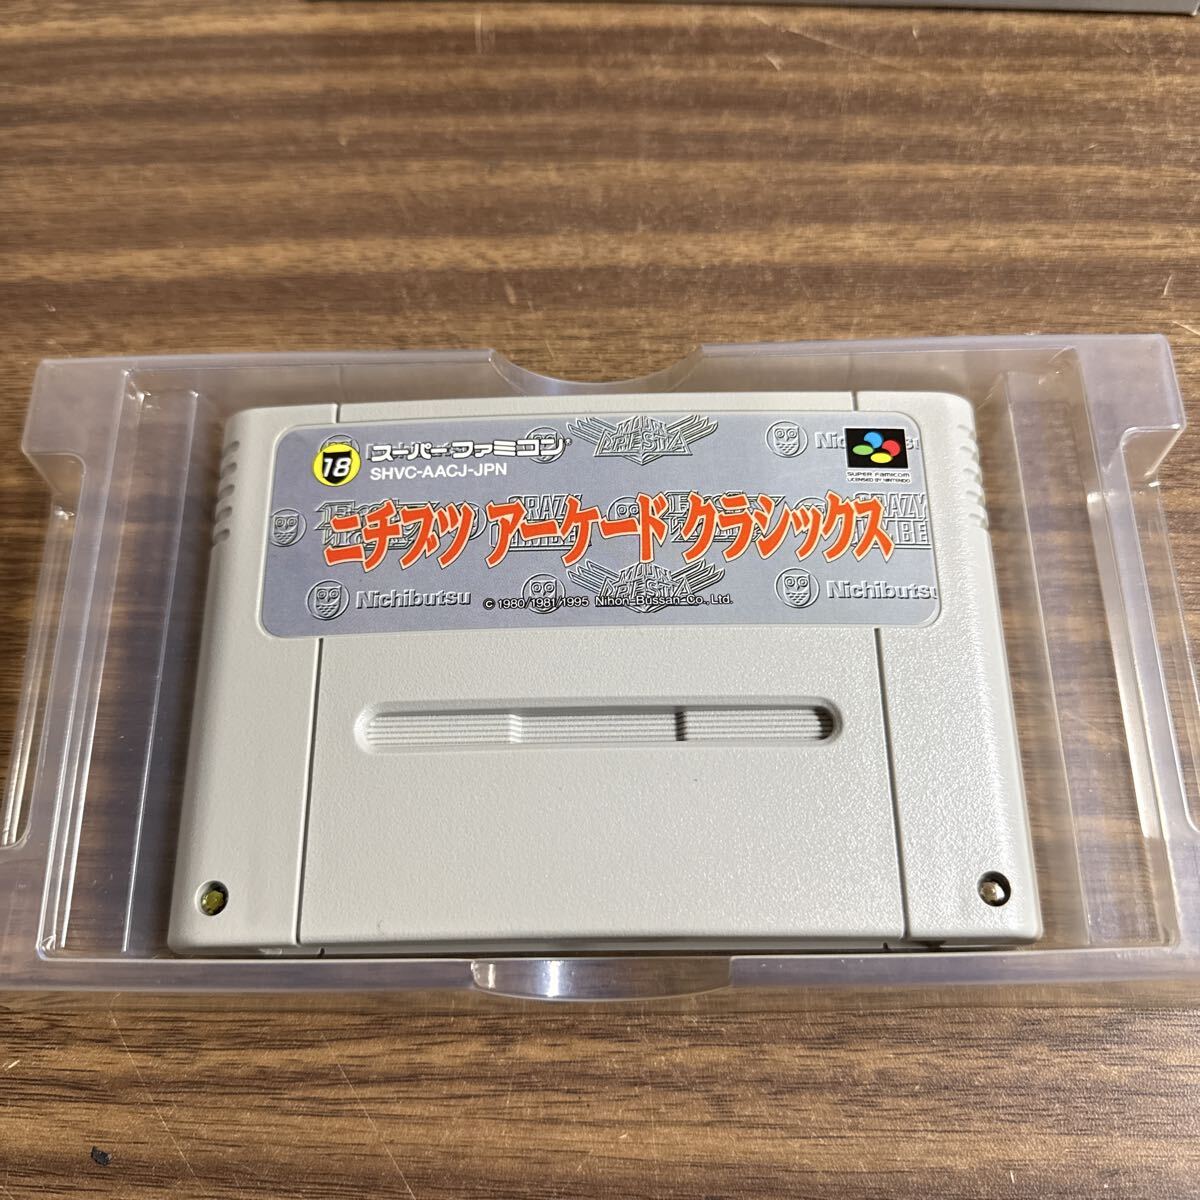 18 スーパーファミコン
SHVC-AACJ-JPN
SUPER FAMICOM
LICENSED BY NINTENDO
Nichibutsu
ニチブツ アーケード クラシックス
Nichibutsu
Nichibutsu
© 1980/1981/1995 Nihon Bussan Co., Ltd.